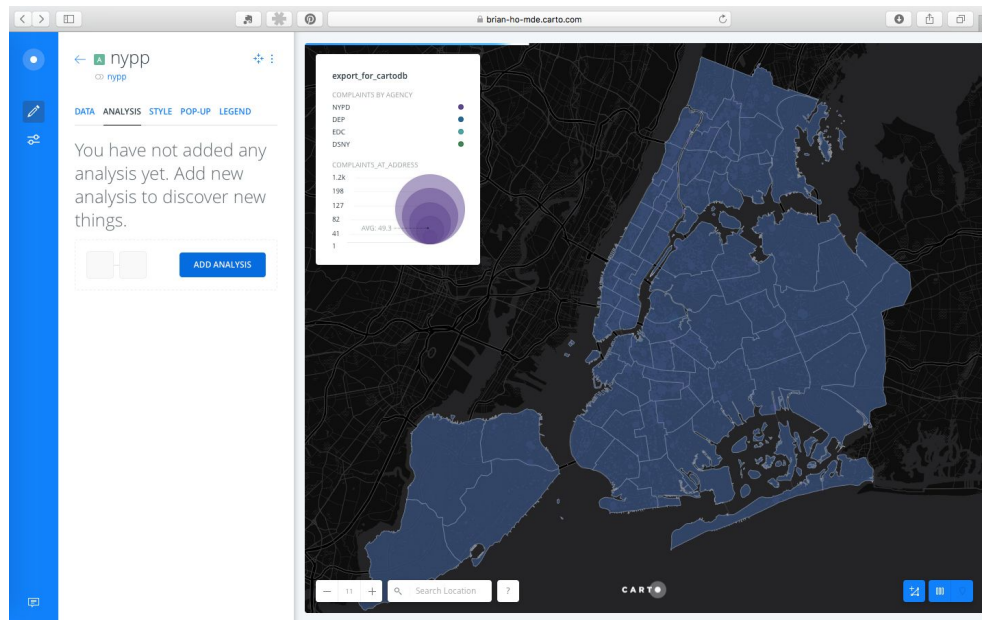 brian-ho-mde.carto.com
A nypp
nypp
DATA ANALYSIS STYLE POP-UP LEGEND
You have not added any
analysis yet. Add new
analysis to discover new
things.
ADD ANALYSIS
export_for_cartodb
COMPLAINTS BY AGENCY
NYPD
DEP
EDC
DSNY
COMPLAINTS_AT_ADDRESS
1.2k
198
127
82
AVG: 49.3
41
1
− 11 + Search Location ?
CARTO